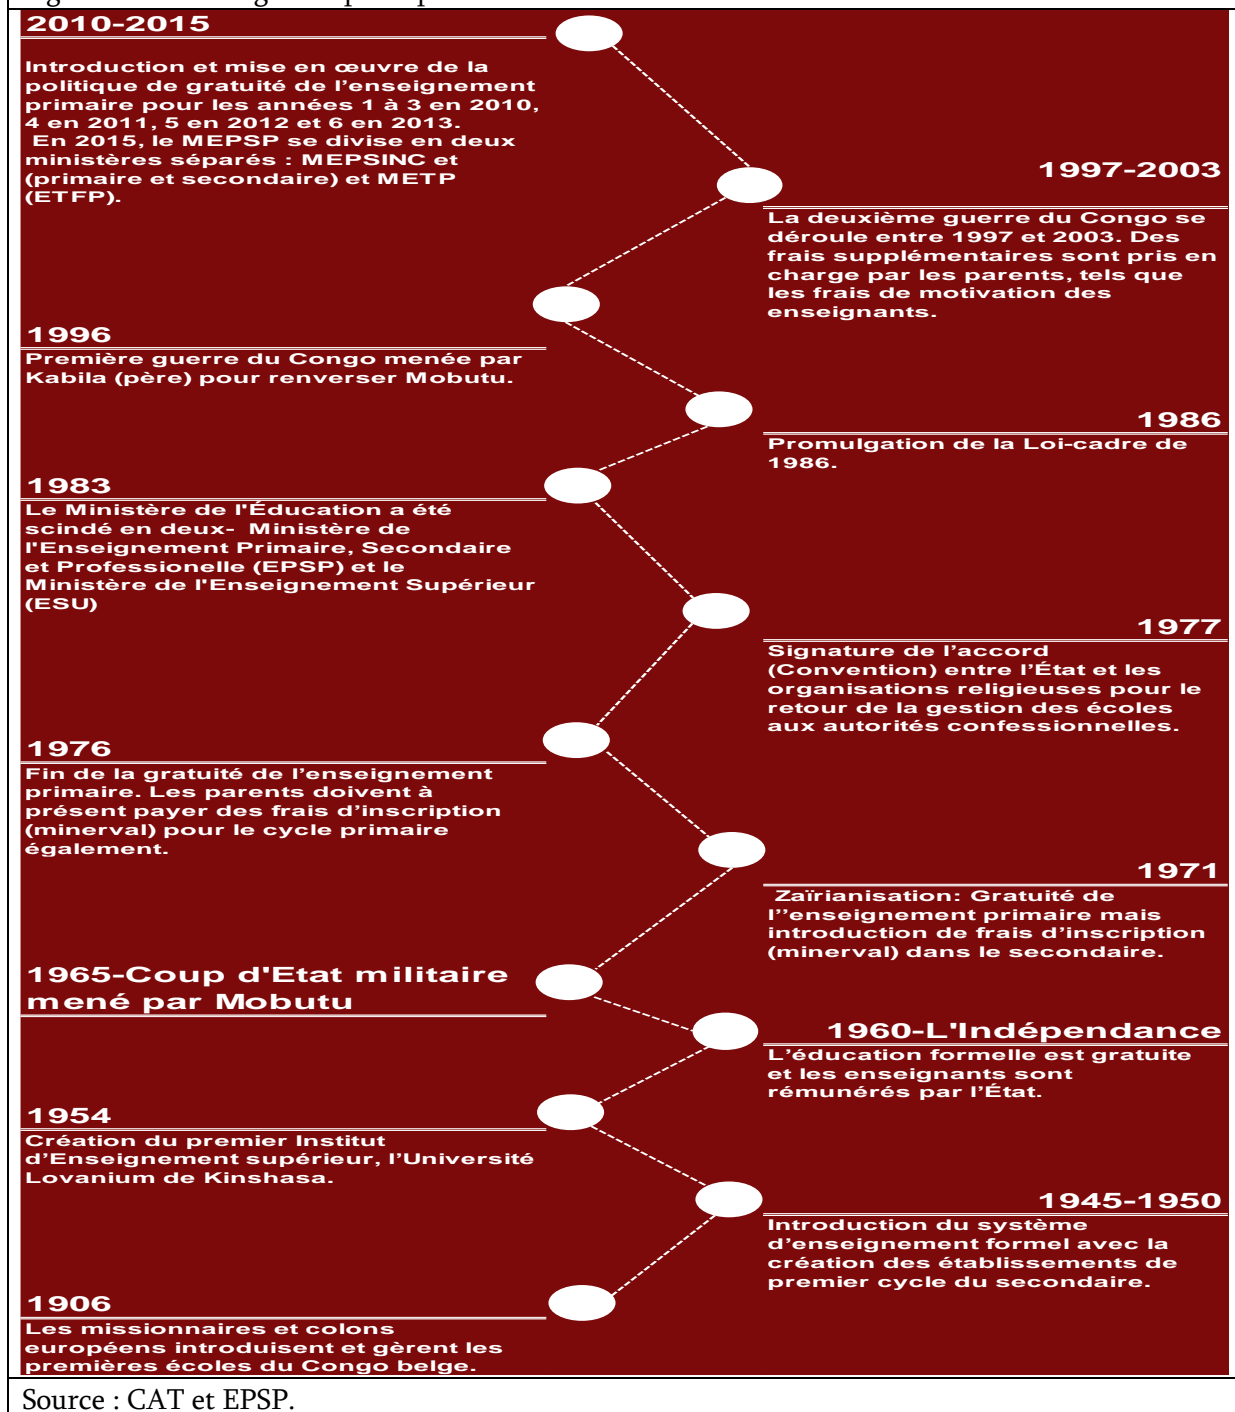 2010-2015
Introduction et mise en œuvre de la
politique de gratuité de l’enseignement
primaire pour les années 1 à 3 en 2010,
4 en 2011, 5 en 2012 et 6 en 2013.
En 2015, le MEPSP se divise en deux
ministères séparés : MEPSINC et
(primaire et secondaire) et METP
(ETFP).
1997-2003
La deuxième guerre du Congo se
déroule entre 1997 et 2003. Des
frais supplémentaires sont pris en
charge par les parents, tels que
les frais de motivation des
enseignants.
1996
Première guerre du Congo menée par
Kabila (père) pour renverser Mobutu.
1986
Promulgation de la Loi-cadre de
1986.
1983
Le Ministère de l'Éducation a été
scindé en deux- Ministère de
l'Enseignement Primaire, Secondaire
et Professionelle (EPSP) et le
Ministère de l'Enseignement Supérieur
(ESU)
1977
Signature de l’accord
(Convention) entre l’État et les
organisations religieuses pour le
retour de la gestion des écoles
aux autorités confessionnelles.
1976
Fin de la gratuité de l’enseignement
primaire. Les parents doivent à
présent payer des frais d’inscription
(minerval) pour le cycle primaire
également.
1971
Zaïrianisation: Gratuité de
l’’enseignement primaire mais
introduction de frais d’inscription
(minerval) dans le secondaire.
1965-Coup d'Etat militaire
mené par Mobutu
1960-L'Indépendance
L’éducation formelle est gratuite
et les enseignants sont
rémunérés par l’État.
1954
Création du premier Institut
d’Enseignement supérieur, l’Université
Lovanium de Kinshasa.
1945-1950
Introduction du système
d’enseignement formel avec la
création des établissements de
premier cycle du secondaire.
1906
Les missionnaires et colons
européens introduisent et gèrent les
premières écoles du Congo belge.
Source : CAT et EPSP.